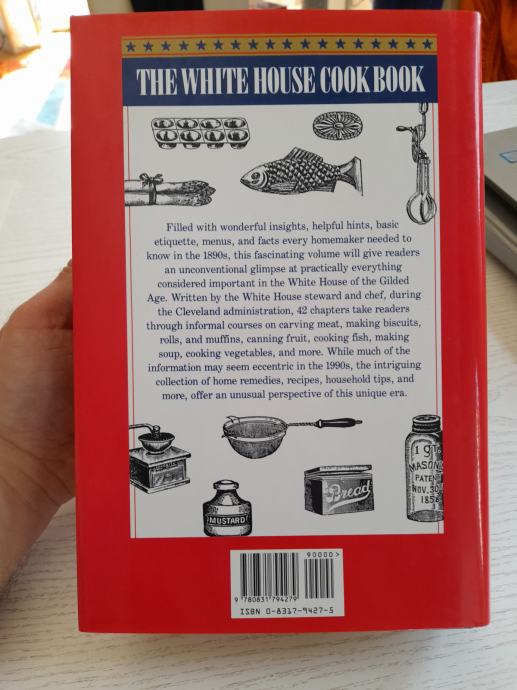 THE WHITE HOUSE COOK BOOK
Filled with wonderful insights, helpful hints, basic
etiquette, menus, and facts every homemaker needed to
know in the 1890s, this fascinating volume will give readers
an unconventional glimpse at practically everything
considered important in the White House of the Gilded
Age. Written by the White House steward and chef, during
the Cleveland administration, 42 chapters take readers
through informal courses on carving meat, making biscuits,
rolls, and muffins, canning fruit, cooking fish, making
soup, cooking vegetables, and more. While much of the
information may seem eccentric in the 1990s, the intriguing
collection of home remedies, recipes, household tips, and
more, offer an unusual perspective of this unique era.
Bread
MUSTARD
MASON
PATENT
NOV. 30
1858
90000>
9 780831 794279
ISBN 0-8317-9427-5